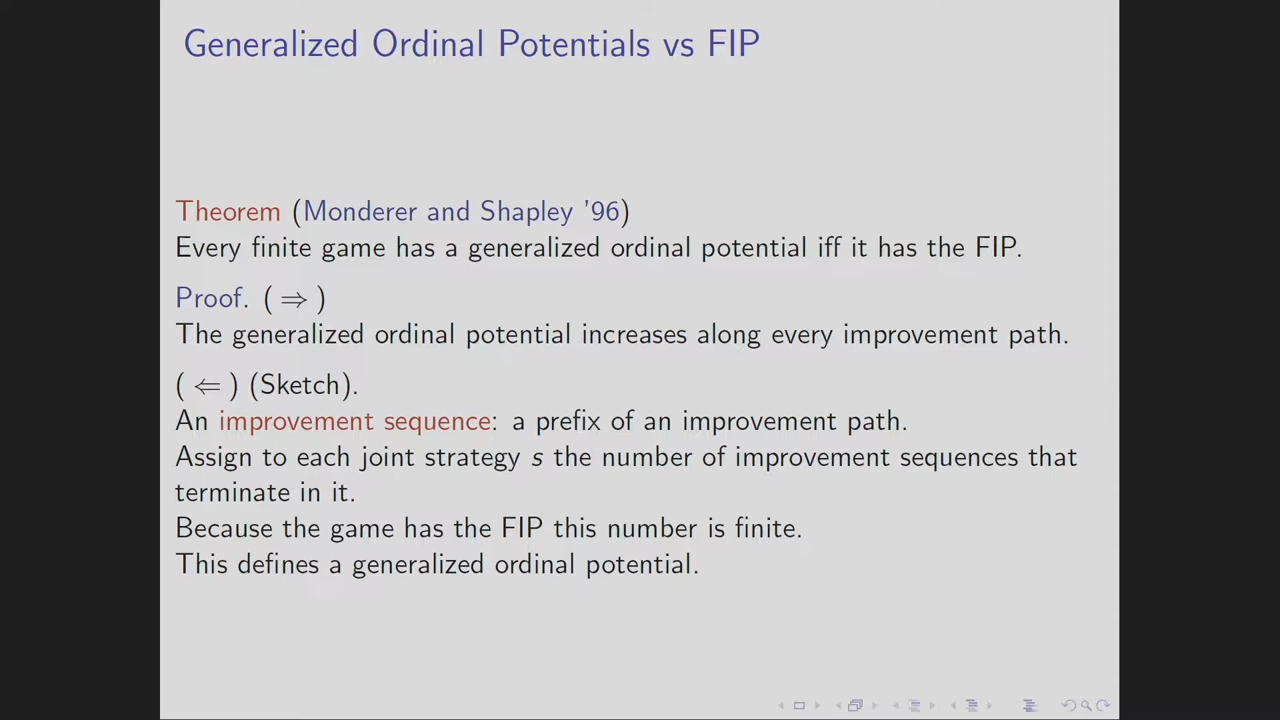 Generalized Ordinal Potentials vs FIP
Theorem (Monderer and Shapley '96)
Every finite game has a generalized ordinal potential iff it has the FIP.
Proof. ( ⇒ )
The generalized ordinal potential increases along every improvement path.
( ⇐ ) (Sketch).
An improvement sequence: a prefix of an improvement path.
Assign to each joint strategy s the number of improvement sequences that
terminate in it.
Because the game has the FIP this number is finite.
This defines a generalized ordinal potential.